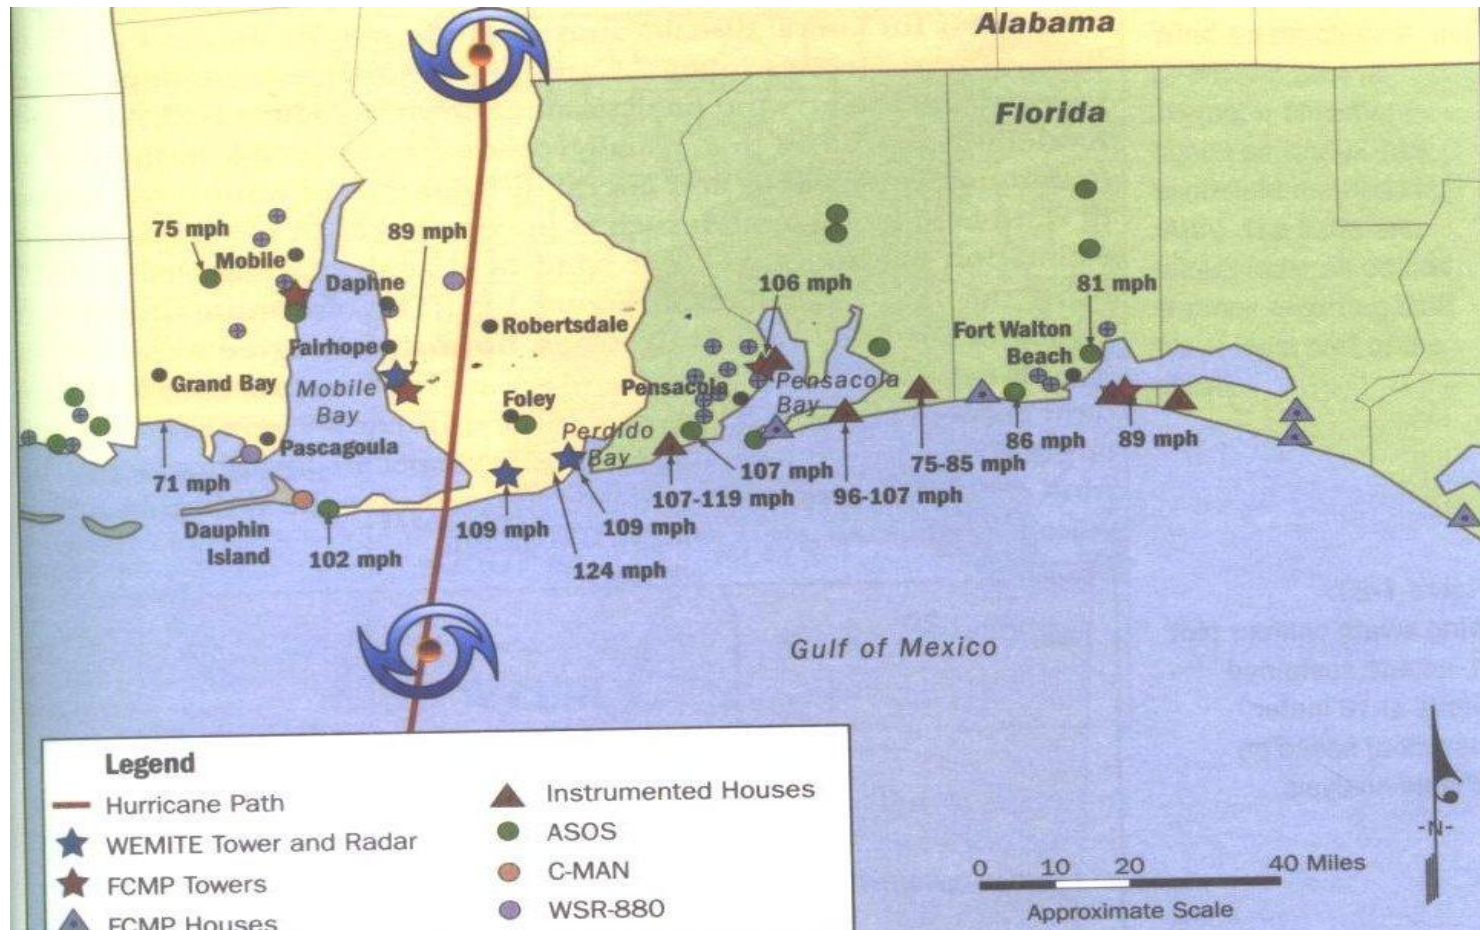 Alabama
Florida
75 mph
89 mph
Mobile
Daphne
106 mph
81 mph
Robertsdale
Fort Walton
Beach
Fairhope
Grand Bay
Mobile
Bay
Pensacola
Pensacola
Bay
Foley
Perdido
Bay
Pascagoula
71 mph
107 mph
75-85 mph
86 mph
89 mph
107-119 mph
96-107 mph
Dauphin
Island
102 mph
109 mph
109 mph
124 mph
Gulf of Mexico
Legend
Hurricane Path
WEMITE Tower and Radar
FCMP Towers
FCMP Houses
Instrumented Houses
ASOS
C-MAN
WSR-880
0 10 20 40 Miles
Approximate Scale
-N-